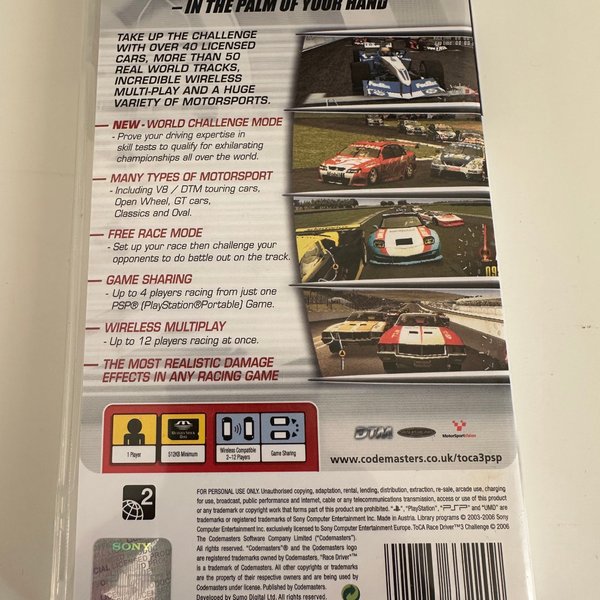 – IN THE PALM OF YOUR HAND
TAKE UP THE CHALLENGE
WITH OVER 40 LICENSED
CARS, MORE THAN 50
REAL WORLD TRACKS,
INCREDIBLE WIRELESS
MULTI-PLAY AND A HUGE
VARIETY OF MOTORSPORTS.
NEW - WORLD CHALLENGE MODE
- Prove your driving expertise in
skill tests to qualify for exhilarating
championships all over the world.
MANY TYPES OF MOTORSPORT
- Including V8 / DTM touring cars,
Open Wheel, GT cars,
Classics and Oval.
FREE RACE MODE
- Set up your race then challenge your
opponents to do battle out on the track.
GAME SHARING
- Up to 4 players racing from just one
PSP® (PlayStation®Portable) Game.
WIRELESS MULTIPLAY
- Up to 12 players racing at once.
THE MOST REALISTIC DAMAGE
EFFECTS IN ANY RACING GAME
1 Player
512KB Minimum
Wireless Compatible
2-12 Players
Game Sharing
DTM
MotorSportVision
www.codemasters.co.uk/toca3psp
2
SONY
FOR PERSONAL USE ONLY. Unauthorised copying, adaptation, rental, lending, distribution, extraction, re-sale, arcade use, charging
for use, broadcast, public performance and internet, cable or any telecommunications transmission, access or use of this product
or any trademark or copyright work that forms part of this product are prohibited. "PlayStation", "PSP" and "UMD" are
trademarks or registered trademarks of Sony Computer Entertainment Inc. Made in Austria. Library programs © 2003-2006 Sony
Computer Entertainment Inc. exclusively licensed to Sony Computer Entertainment Europe. ToCA Race Driver™3 Challenge © 2006
The Codemasters Software Company Limited ("Codemasters").
All rights reserved. "Codemasters"® and the Codemasters logo
are registered trademarks owned by Codemasters. "Race Driver"™
is a trademark of Codemasters. All other copyrights or trademarks
are the property of their respective owners and are being used by
Codemasters under license. Published by Codemasters.
Developed by Sumo Digital Ltd. All rights reserved.